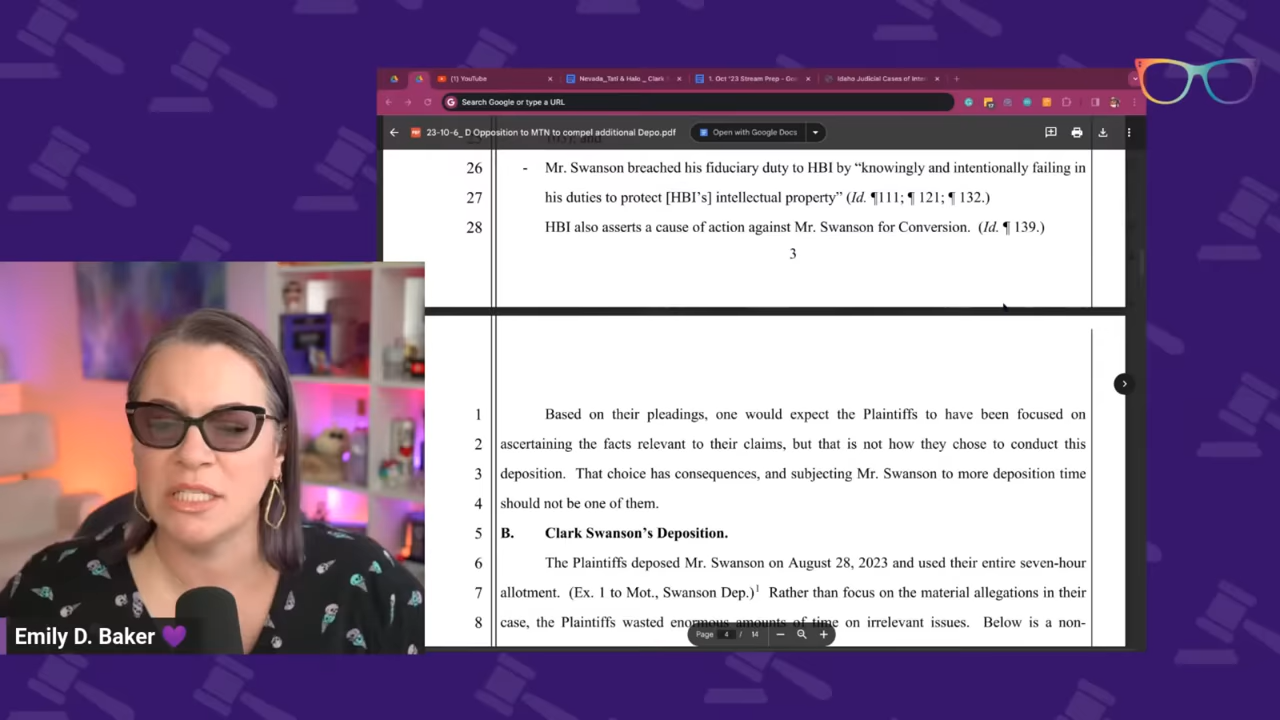 (1) YouTube
Nevada_Tati & Halo _ Clark
1. Oct '23 Stream Prep - Go
Idaho Judicial Cases of Inter
Search Google or type a URL
23-10-6_ D Opposition to MTN to compel additional Depo.pdf
Open with Google Docs
26 - Mr. Swanson breached his fiduciary duty to HBI by “knowingly and intentionally failing in
27 his duties to protect [HBI’s] intellectual property” (Id. ¶111; ¶ 121; ¶ 132.)
28 HBI also asserts a cause of action against Mr. Swanson for Conversion. (Id. ¶ 139.)
3
1 Based on their pleadings, one would expect the Plaintiffs to have been focused on
2 ascertaining the facts relevant to their claims, but that is not how they chose to conduct this
3 deposition. That choice has consequences, and subjecting Mr. Swanson to more deposition time
4 should not be one of them.
5 B. Clark Swanson’s Deposition.
6 The Plaintiffs deposed Mr. Swanson on August 28, 2023 and used their entire seven-hour
7 allotment. (Ex. 1 to Mot., Swanson Dep.)1 Rather than focus on the material allegations in their
8 case, the Plaintiffs wasted enormous amounts of time on irrelevant issues. Below is a non-
Page 4 / 14
Emily D. Baker 💜